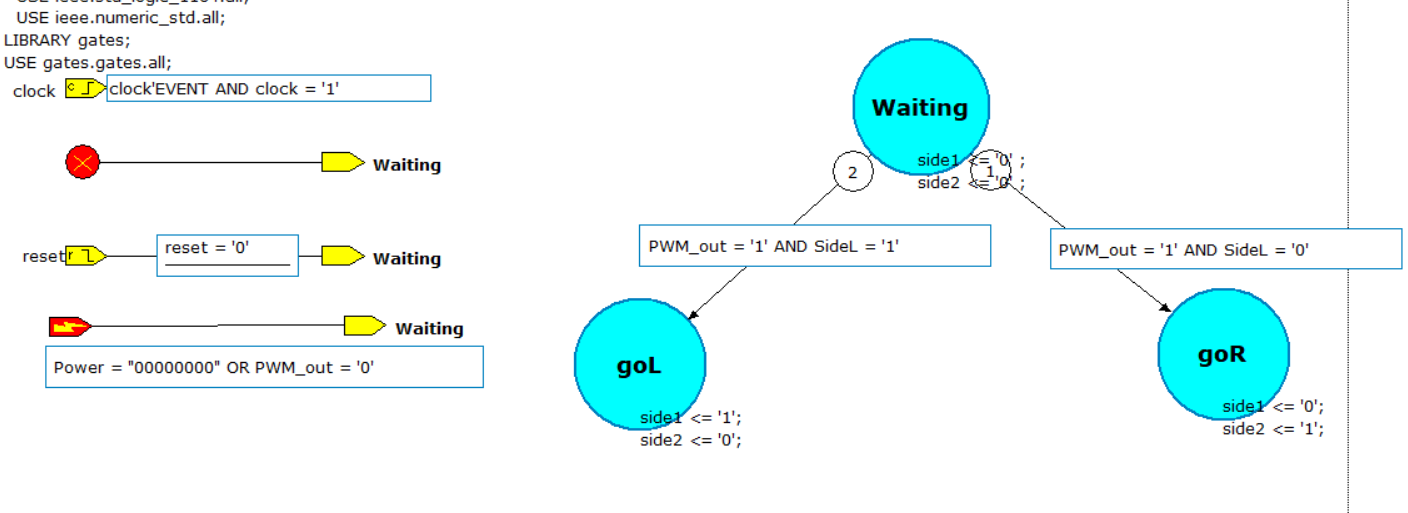 USE ieee.numeric_std.all;
LIBRARY gates;
USE gates.gates.all;
clock
c
clock'EVENT AND clock = '1'
Waiting
reset
r
reset = '0'
Waiting
Waiting
Power = "00000000" OR PWM_out = '0'
Waiting
side1 <= '0' ;
side2 <= '0' ;
2
1
PWM_out = '1' AND SideL = '1'
PWM_out = '1' AND SideL = '0'
goL
side1 <= '1';
side2 <= '0';
goR
side1 <= '0';
side2 <= '1';